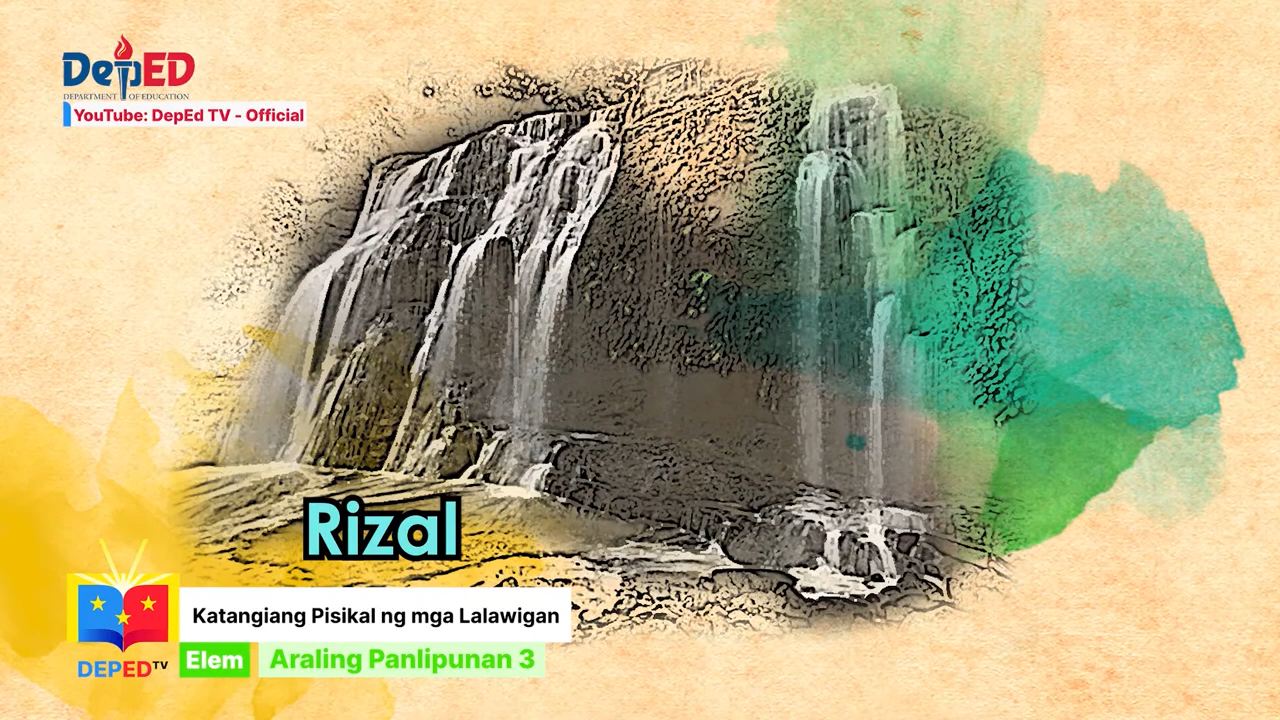 DepED
DEPARTMENT OF EDUCATION
YouTube: DepEd TV - Official
Rizal
Katangiang Pisikal ng mga Lalawigan
Elem Araling Panlipunan 3
DEPED TV